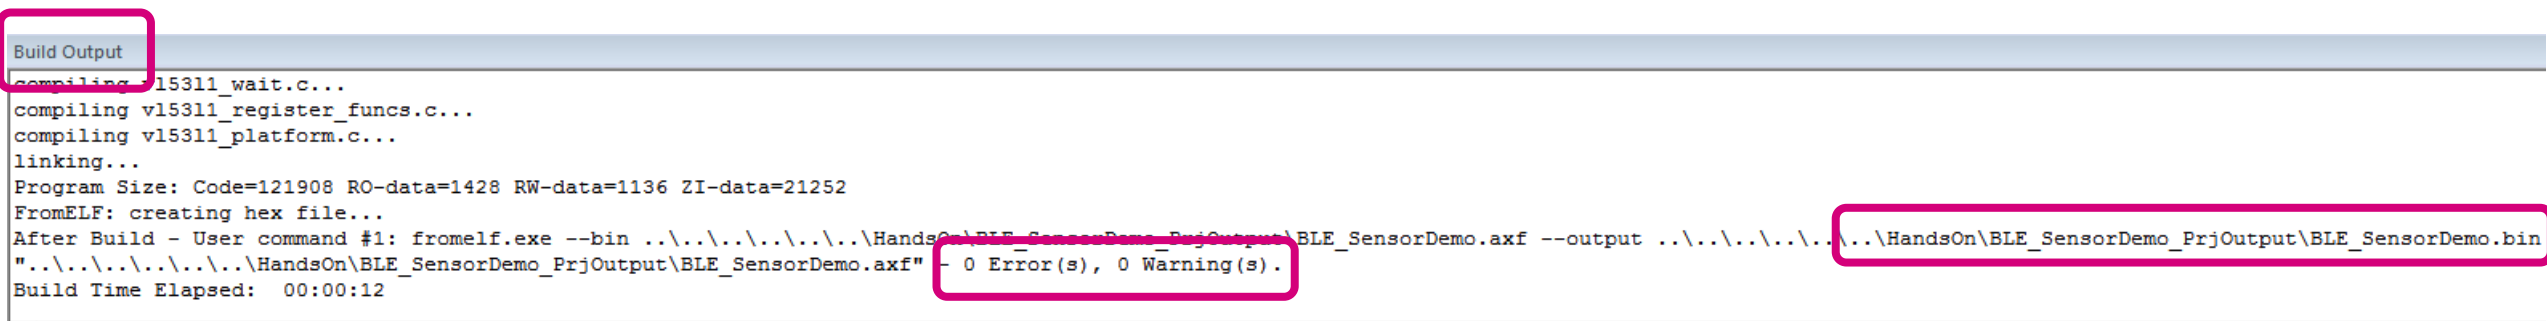 Build Output
compiling vl53l1_wait.c...
compiling vl53l1_register_funcs.c...
compiling vl53l1_platform.c...
linking...
Program Size: Code=121908 RO-data=1428 RW-data=1136 ZI-data=21252
FromELF: creating hex file...
After Build - User command #1: fromelf.exe --bin ..\..\..\..\..\..\HandsOn\BLE_SensorDemo_PrjOutput\BLE_SensorDemo.axf --output ..\..\..\..\..\..\HandsOn\BLE_SensorDemo_PrjOutput\BLE_SensorDemo.bin
"..\..\..\..\..\..\HandsOn\BLE_SensorDemo_PrjOutput\BLE_SensorDemo.axf" - 0 Error(s), 0 Warning(s).
Build Time Elapsed:  00:00:12